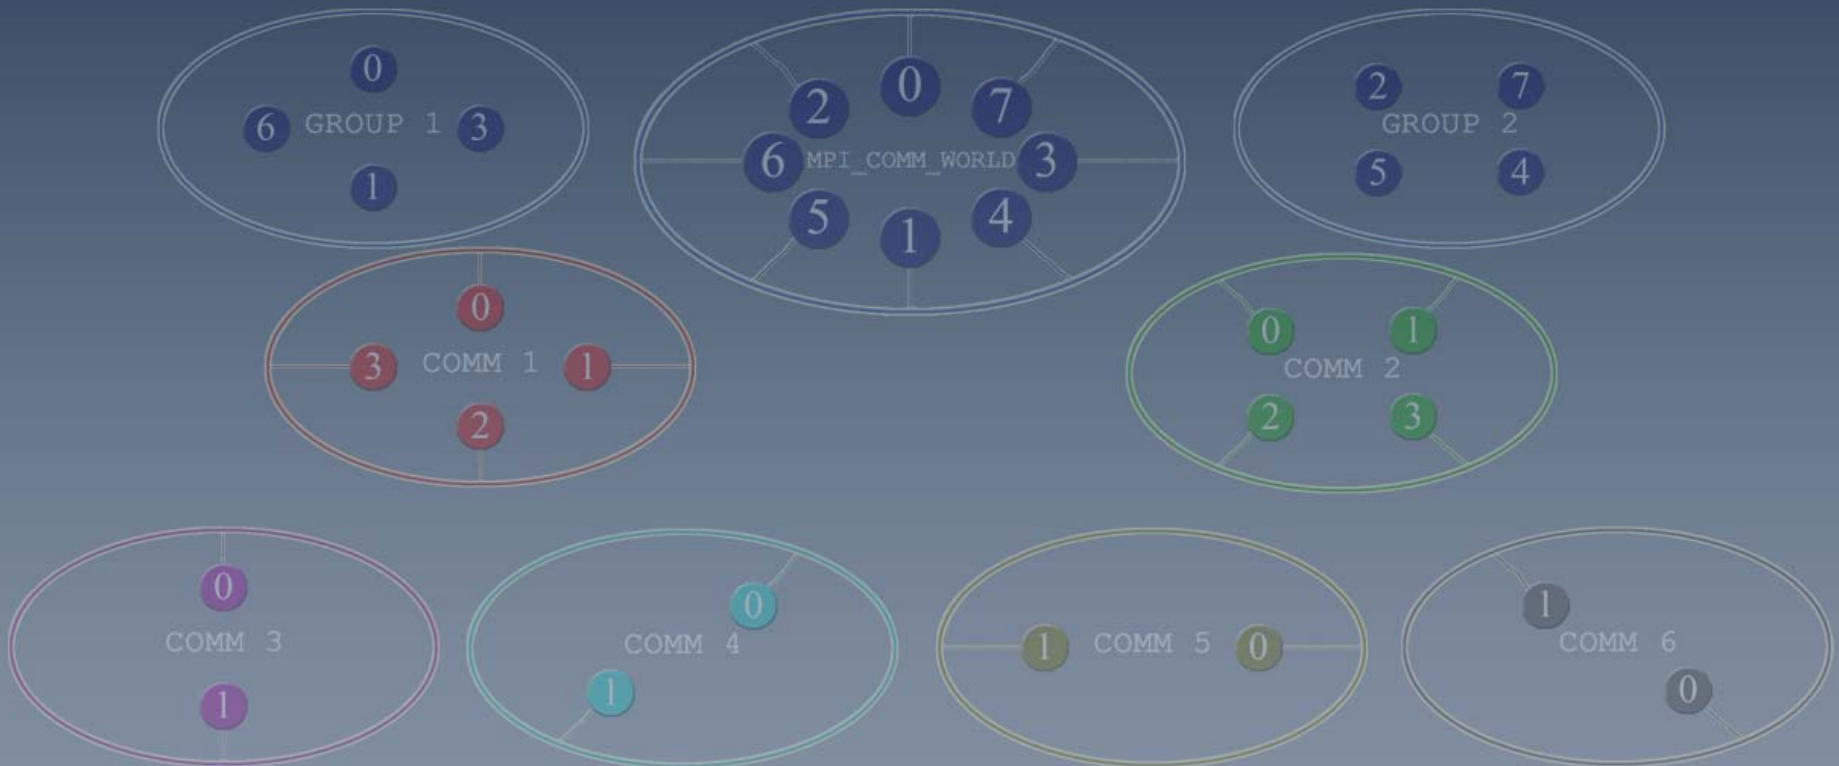 0
6 GROUP 1 3
1
2 0 7
6 MPI_COMM_WORLD 3
5 1 4
2 7
GROUP 2
5 4
0
3 COMM 1 1
2
0 1
COMM 2
2 3
0
COMM 3
1
0
COMM 4
1
1 COMM 5 0
1
COMM 6
0